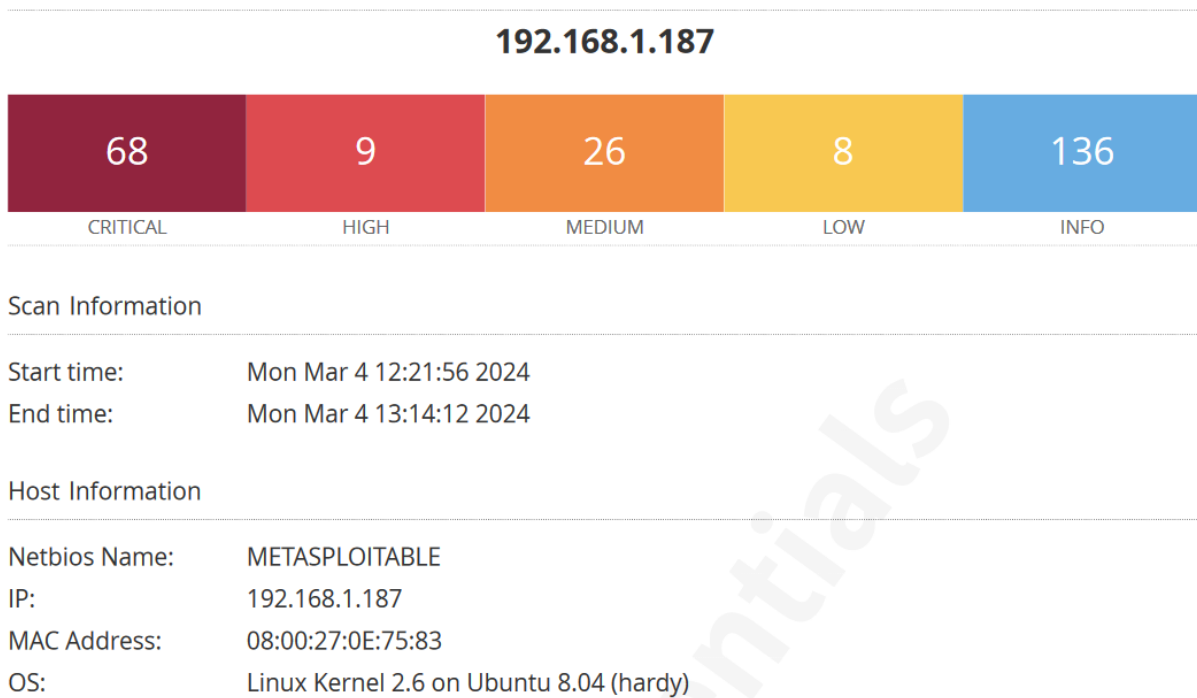 192.168.1.187
68 9 26 8 136
CRITICAL HIGH MEDIUM LOW INFO
Scan Information
Start time: Mon Mar 4 12:21:56 2024
End time: Mon Mar 4 13:14:12 2024
Host Information
Netbios Name: METASPLOITABLE
IP: 192.168.1.187
MAC Address: 08:00:27:0E:75:83
OS: Linux Kernel 2.6 on Ubuntu 8.04 (hardy)
entials